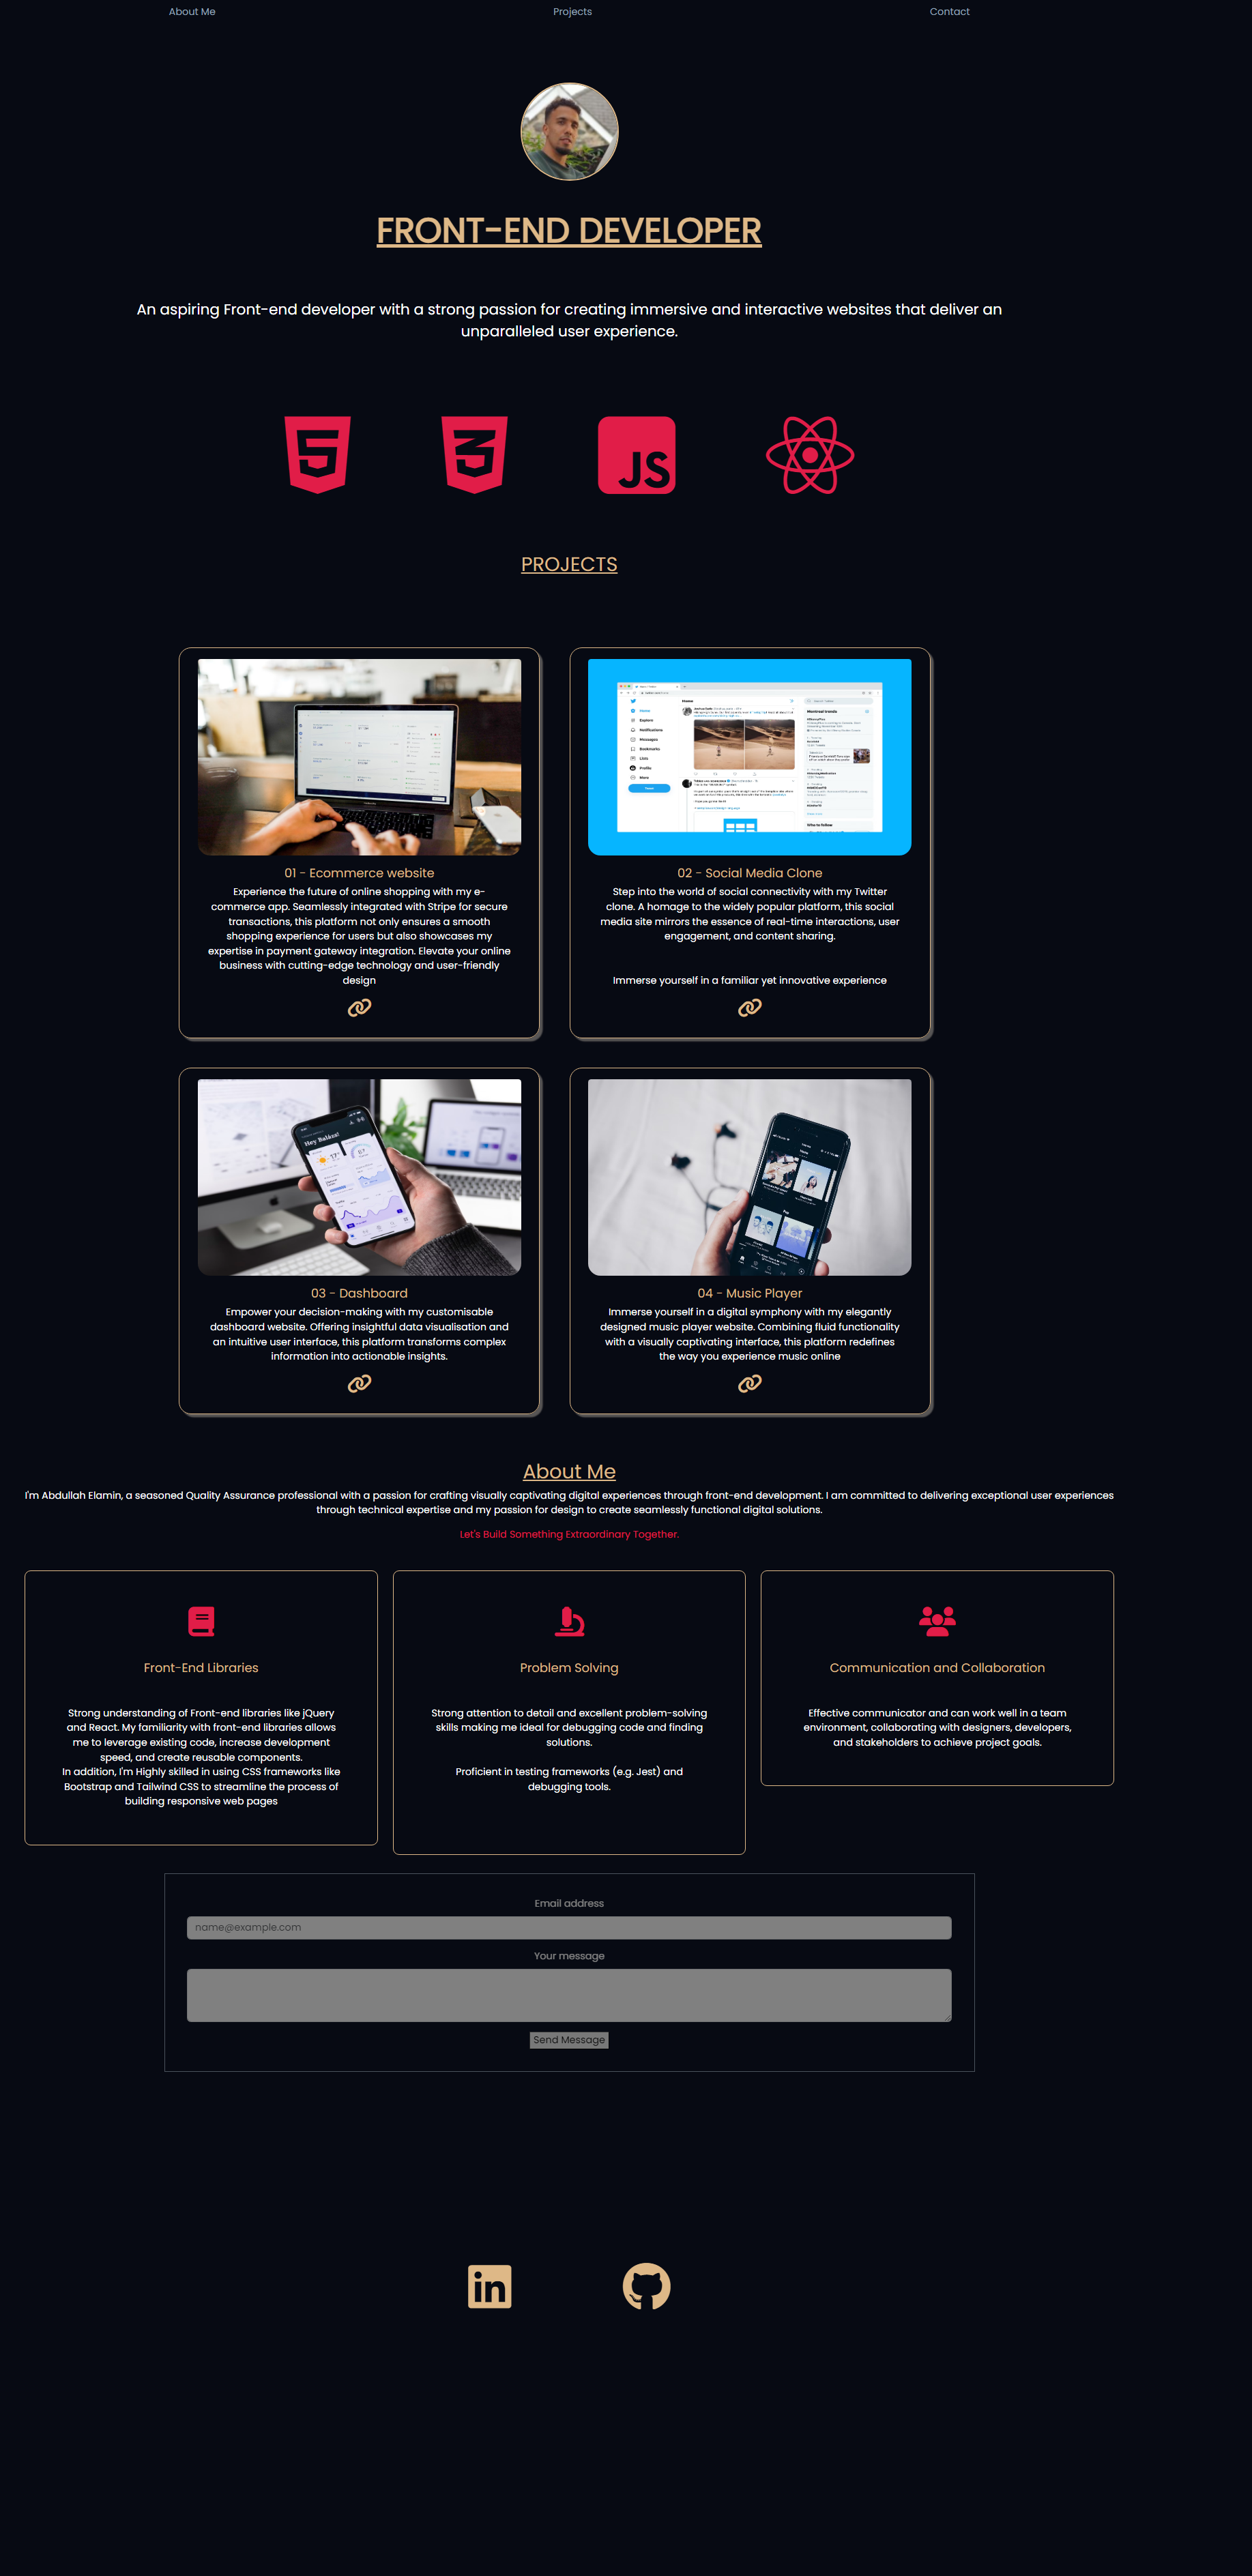 About Me
Projects
Contact
FRONT-END DEVELOPER
An aspiring Front-end developer with a strong passion for creating immersive and interactive websites that deliver an
unparalleled user experience.
JS
PROJECTS
01 - Ecommerce website
Experience the future of online shopping with my e-
commerce app. Seamlessly integrated with Stripe for secure
transactions, this platform not only ensures a smooth
shopping experience for users but also showcases my
expertise in payment gateway integration. Elevate your online
business with cutting-edge technology and user-friendly
design
Home
Explore
Notifications
Messages
Bookmarks
Lists
Profile
More
Home
Who to follow
02 - Social Media Clone
Step into the world of social connectivity with my Twitter
clone. A homage to the widely popular platform, this social
media site mirrors the essence of real-time interactions, user
engagement, and content sharing.
Immerse yourself in a familiar yet innovative experience
Hey Balázs!
03 - Dashboard
Empower your decision-making with my customisable
dashboard website. Offering insightful data visualisation and
an intuitive user interface, this platform transforms complex
information into actionable insights.
04 - Music Player
Immerse yourself in a digital symphony with my elegantly
designed music player website. Combining fluid functionality
with a visually captivating interface, this platform redefines
the way you experience music online
About Me
I'm Abdullah Elamin, a seasoned Quality Assurance professional with a passion for crafting visually captivating digital experiences through front-end development. I am committed to delivering exceptional user experiences
through technical expertise and my passion for design to create seamlessly functional digital solutions.
Let's Build Something Extraordinary Together.
Front-End Libraries
Strong understanding of Front-end libraries like jQuery
and React. My familiarity with front-end libraries allows
me to leverage existing code, increase development
speed, and create reusable components.
In addition, I'm Highly skilled in using CSS frameworks like
Bootstrap and Tailwind CSS to streamline the process of
building responsive web pages
Problem Solving
Strong attention to detail and excellent problem-solving
skills making me ideal for debugging code and finding
solutions.
Proficient in testing frameworks (e.g. Jest) and
debugging tools.
Communication and Collaboration
Effective communicator and can work well in a team
environment, collaborating with designers, developers,
and stakeholders to achieve project goals.
Email address
name@example.com
Your message
Send Message
in